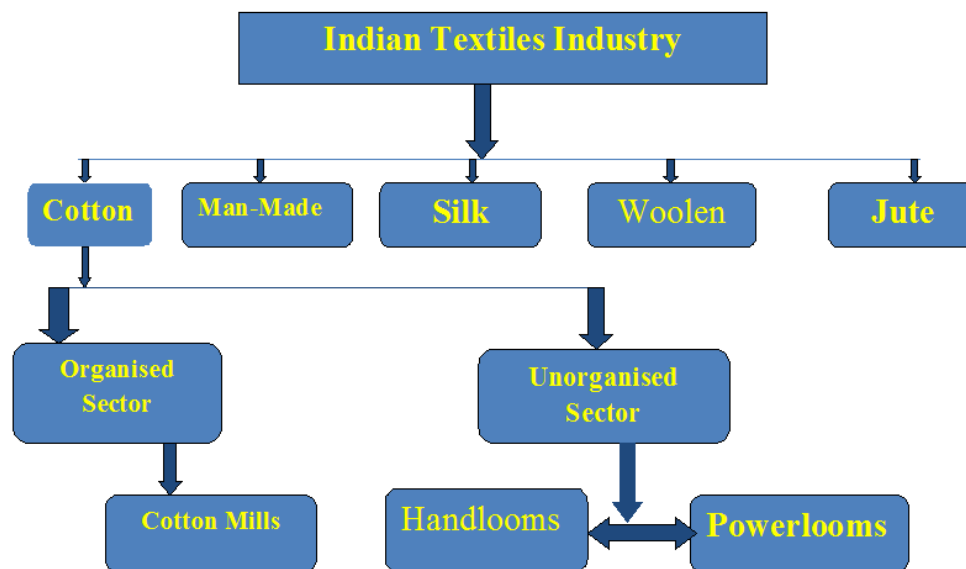 Indian Textiles Industry
Cotton
Man-Made
Silk
Woolen
Jute
Organised
Sector
Unorganised
Sector
Cotton Mills
Handlooms
Powerlooms